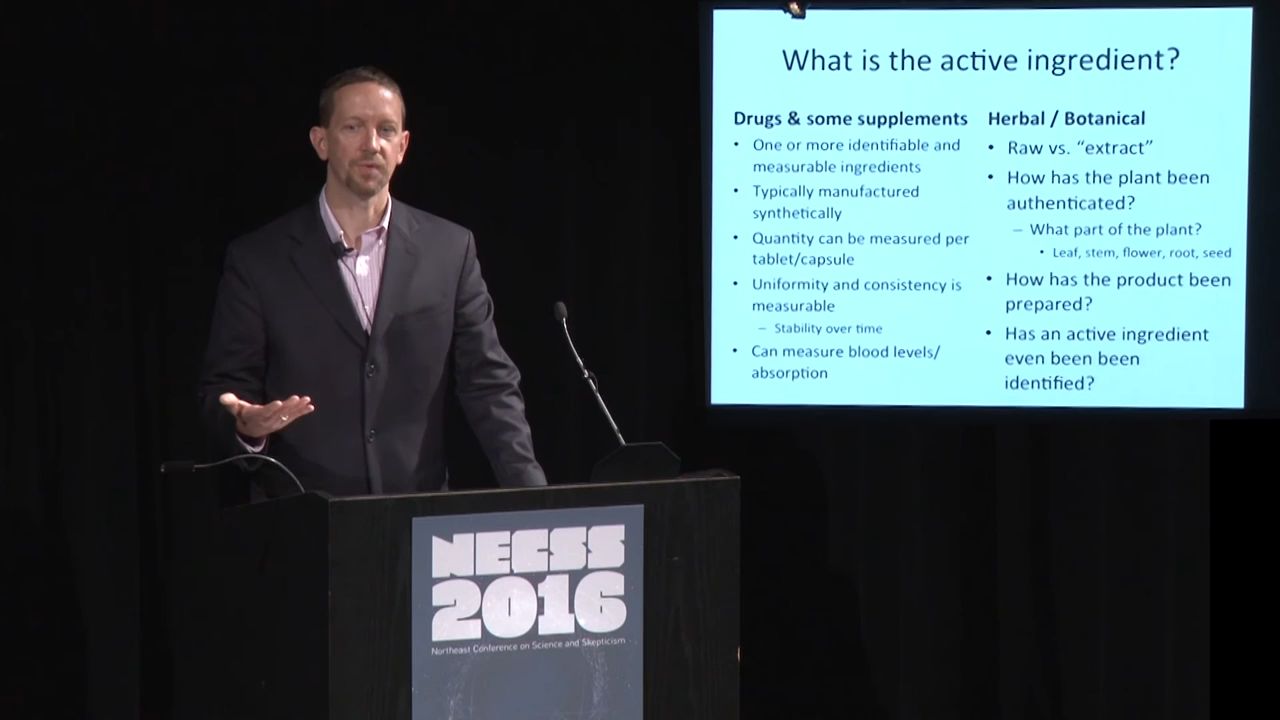 What is the active ingredient?
Drugs & some supplements
• One or more identifiable and
measurable ingredients
• Typically manufactured
synthetically
• Quantity can be measured per
tablet/capsule
• Uniformity and consistency is
measurable
– Stability over time
• Can measure blood levels/
absorption
Herbal / Botanical
• Raw vs. “extract”
• How has the plant been
authenticated?
– What part of the plant?
• Leaf, stem, flower, root, seed
• How has the product been
prepared?
• Has an active ingredient
even been been
identified?
NECSS
2016
Northeast Conference on Science and Skepticism